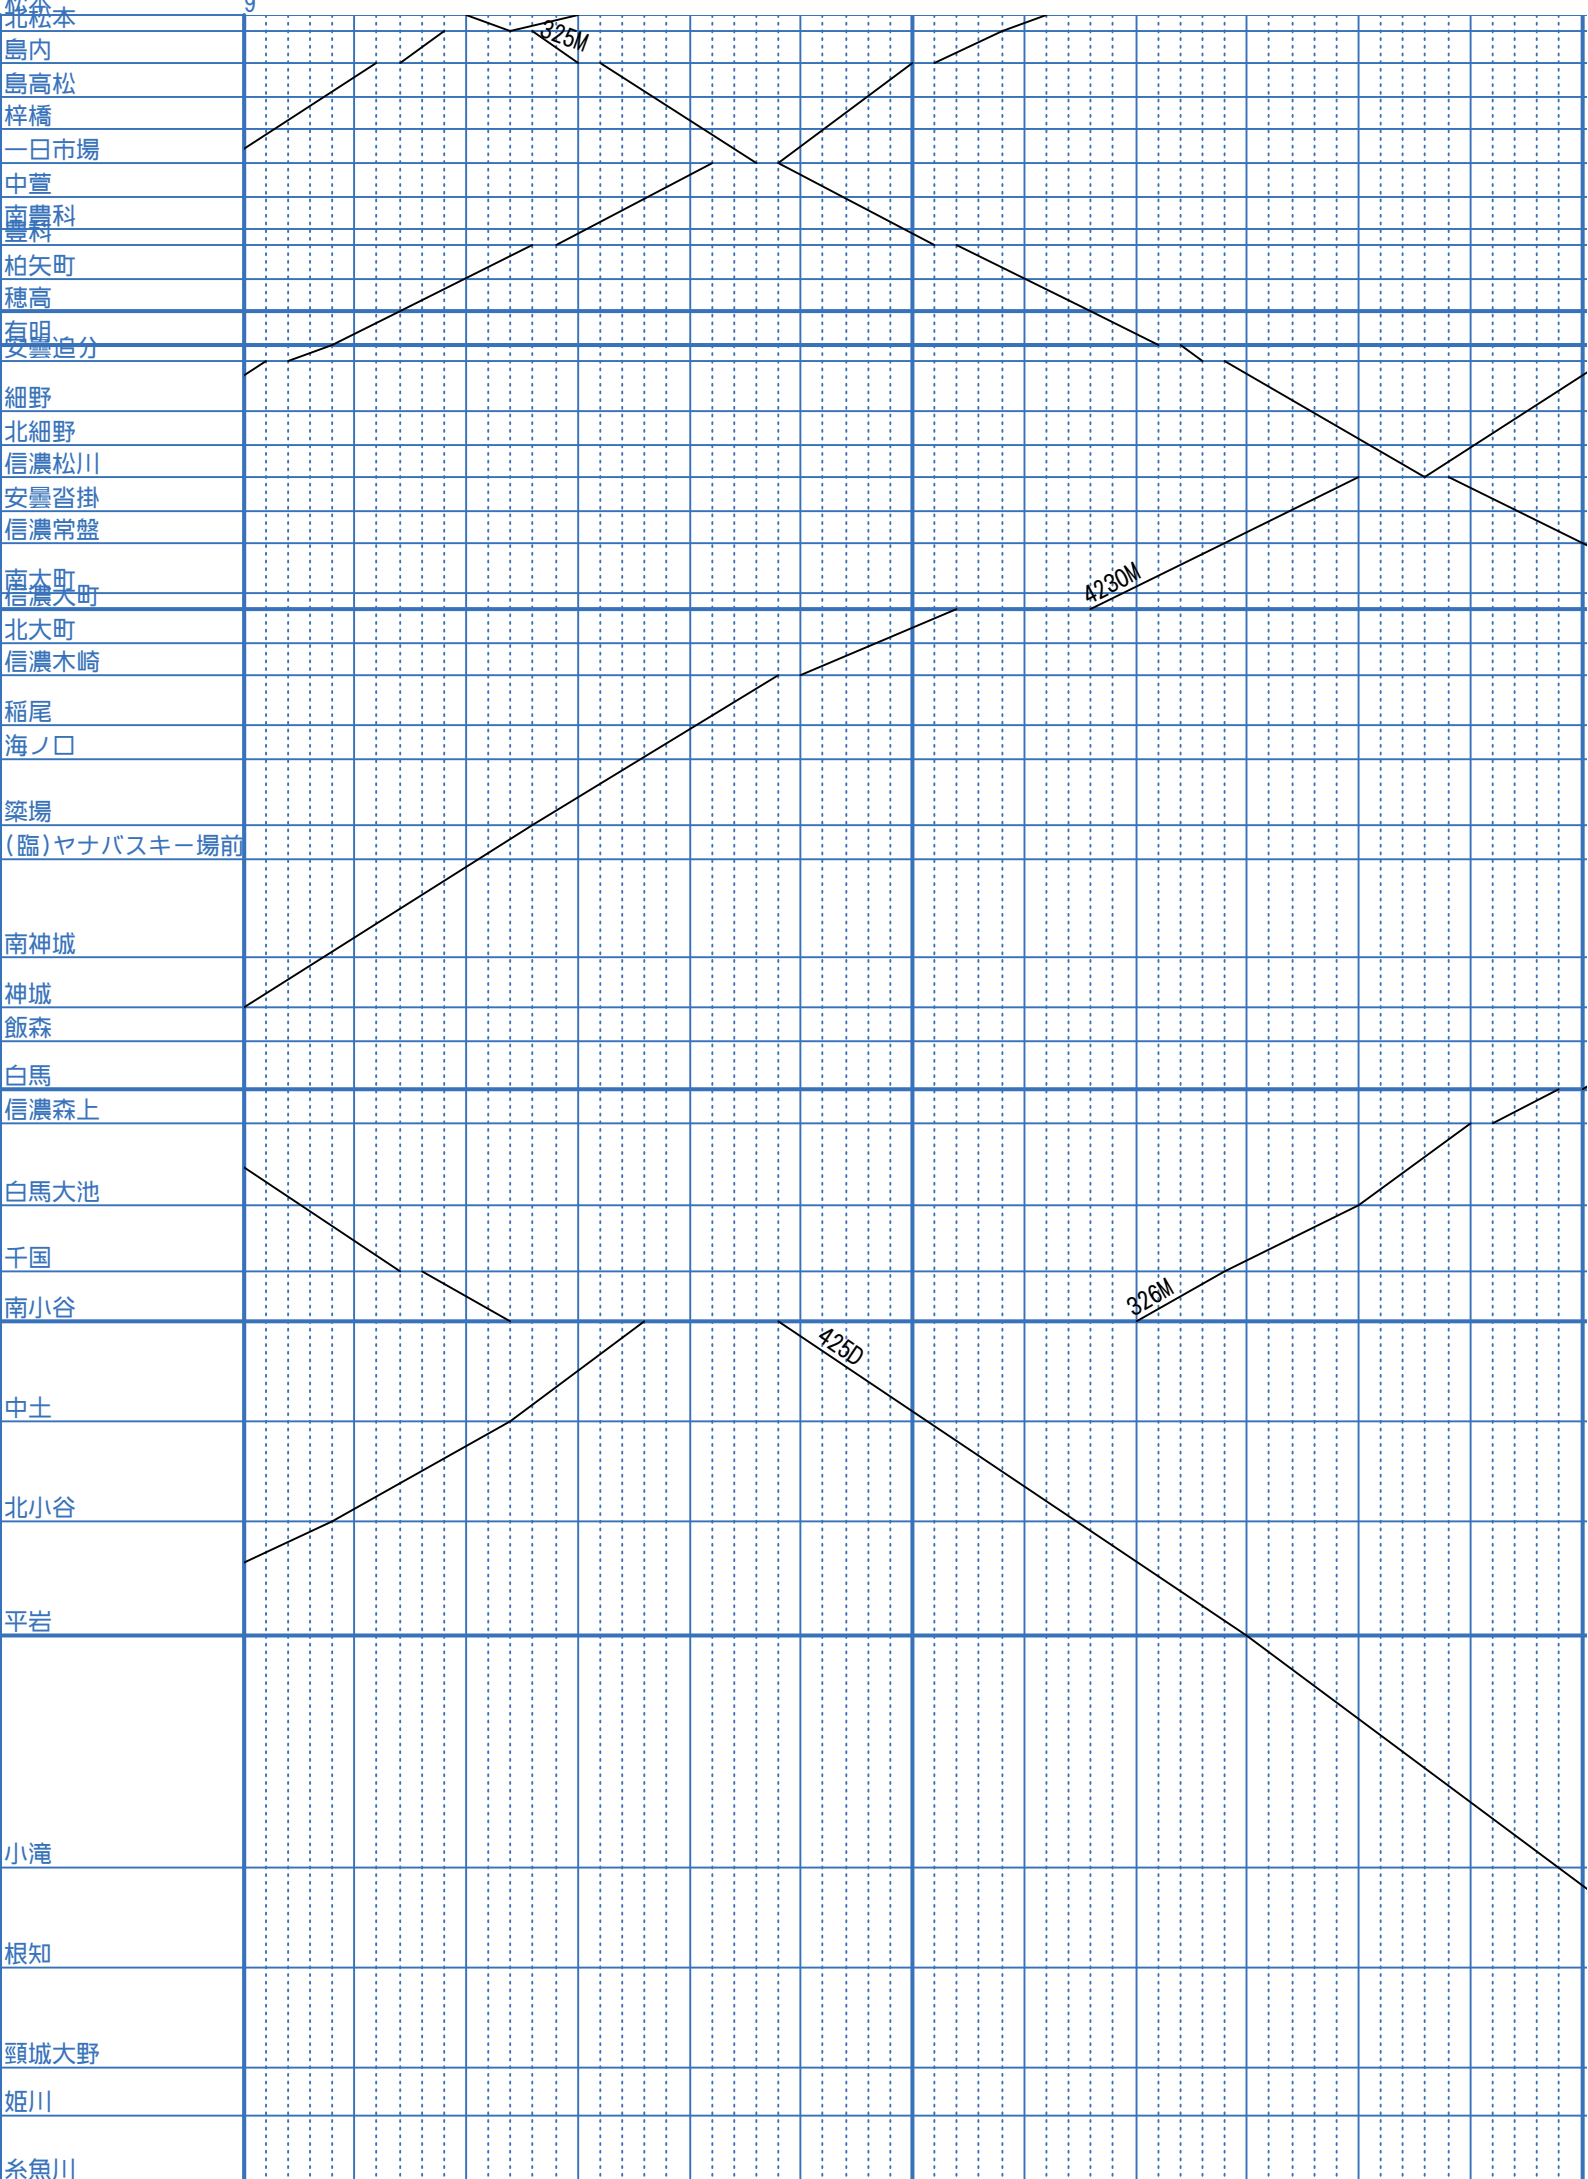 松本
9
北松本
325M
島内
島高松
梓橋
一日市場
中萱
南豊科
豊科
柏矢町
穂高
有明
安曇追分
細野
北細野
信濃松川
安曇沓掛
信濃常盤
南大町
4230M
信濃大町
北大町
信濃木崎
稲尾
海ノ口
簗場
(臨)ヤナバスキー場前
南神城
神城
飯森
白馬
信濃森上
白馬大池
千国
326M
南小谷
425D
中土
北小谷
平岩
小滝
根知
頸城大野
姫川
糸魚川